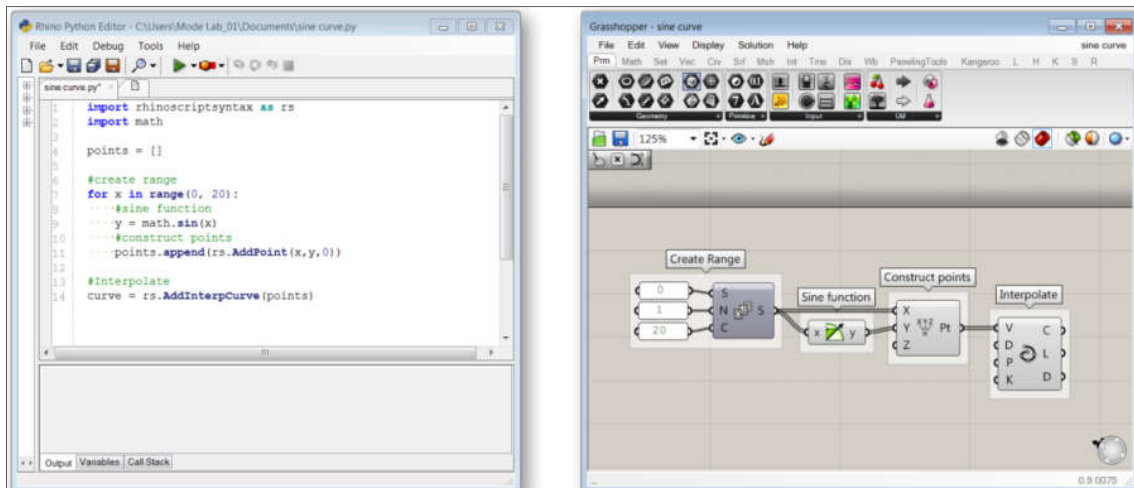 Rhino Python Editor - C:\Users\Mode Lab_01\Documents\sine curve.py
File Edit Debug Tools Help
sine curve.py*
1 import rhinoscriptsyntax as rs
2 import math
3
4 points = []
5
6 #create range
7 for x in range(0, 20):
8 #sine function
9 y = math.sin(x)
10 #construct points
11 points.append(rs.AddPoint(x,y,0))
12
13 #Interpolate
14 curve = rs.AddInterpCurve(points)
Output Variables Call Stack
Grasshopper - sine curve
File Edit View Display Solution Help sine curve
Prm Math Set Vec Crv Srf Msh Int Trns Dis Wb PanelingTools Kangaroo L H K S R
Geometry Primitive Input Util
125%
Create Range
0
1
20
S
N S
C
Sine function
x y
Construct points
X
Y XYZ Pt
Z
Interpolate
V C
D
P L
K D
0.9.0075